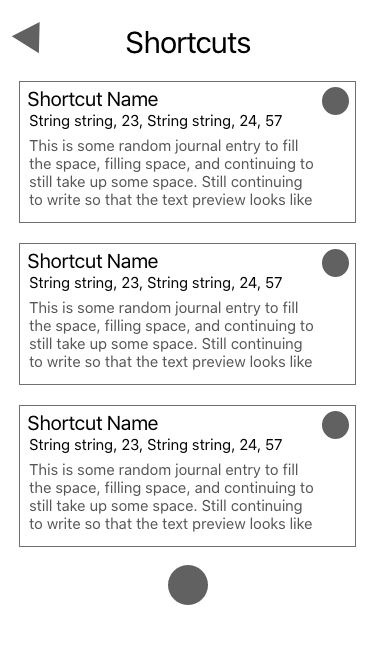 Shortcuts
Shortcut Name
String string, 23, String string, 24, 57
This is some random journal entry to fill
the space, filling space, and continuing to
still take up some space. Still continuing
to write so that the text preview looks like
Shortcut Name
String string, 23, String string, 24, 57
This is some random journal entry to fill
the space, filling space, and continuing to
still take up some space. Still continuing
to write so that the text preview looks like
Shortcut Name
String string, 23, String string, 24, 57
This is some random journal entry to fill
the space, filling space, and continuing to
still take up some space. Still continuing
to write so that the text preview looks like